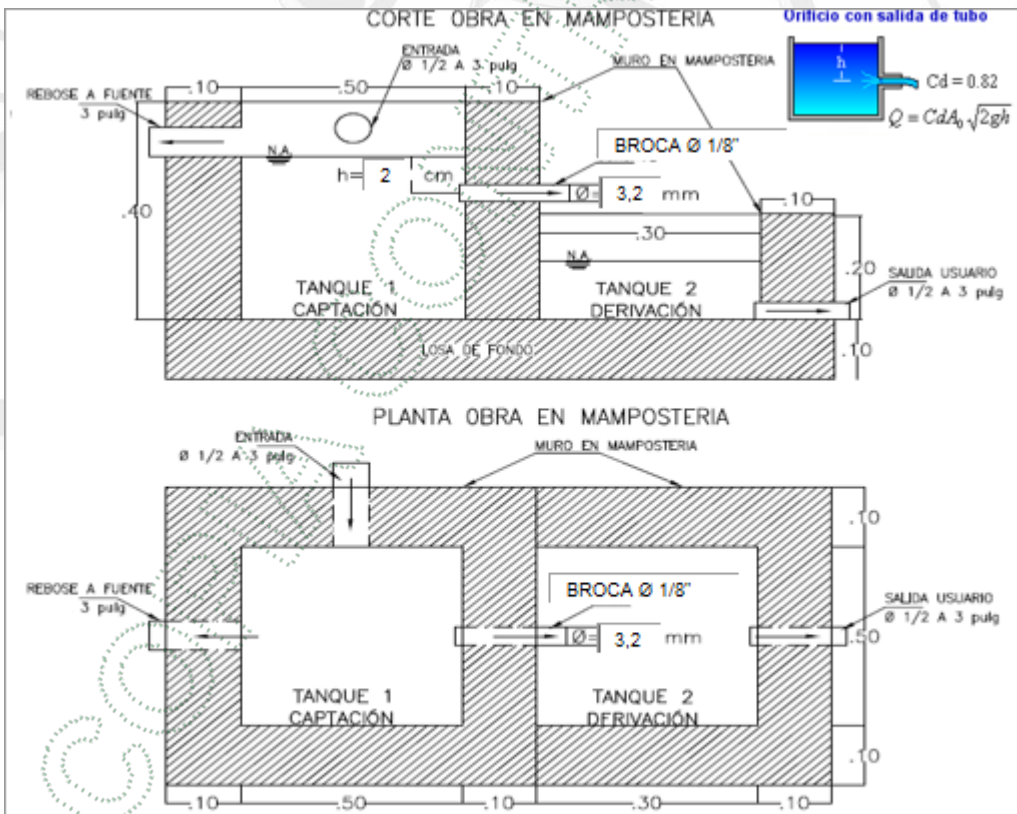 CORTE OBRA EN MAMPOSTERIA
Orificio con salida de tubo
h
Cd = 0.82
Q = CdA₀ √2gh
ENTRADA
Ø 1/2 A 3 pulg
MURO EN MAMPOSTERIA
REBOSE A FUENTE
3 pulg
.10
.50
.10
N.A.
h= 2 cm
BROCA Ø 1/8"
Ø= 3,2 mm
.10
.40
.30
N.A.
.20
SALIDA USUARIO
Ø 1/2 A 3 pulg
TANQUE 1
CAPTACIÓN
TANQUE 2
DERIVACIÓN
LOSA DE FONDO
.10
PLANTA OBRA EN MAMPOSTERIA
ENTRADA
Ø 1/2 A 3 pulg
MURO EN MAMPOSTERIA
.10
REBOSE A FUENTE
3 pulg
BROCA Ø 1/8"
Ø= 3,2 mm
SALIDA USUARIO
Ø 1/2 A 3 pulg
.50
TANQUE 1
CAPTACIÓN
TANQUE 2
DERIVACIÓN
.10
.10
.50
.10
.30
.10